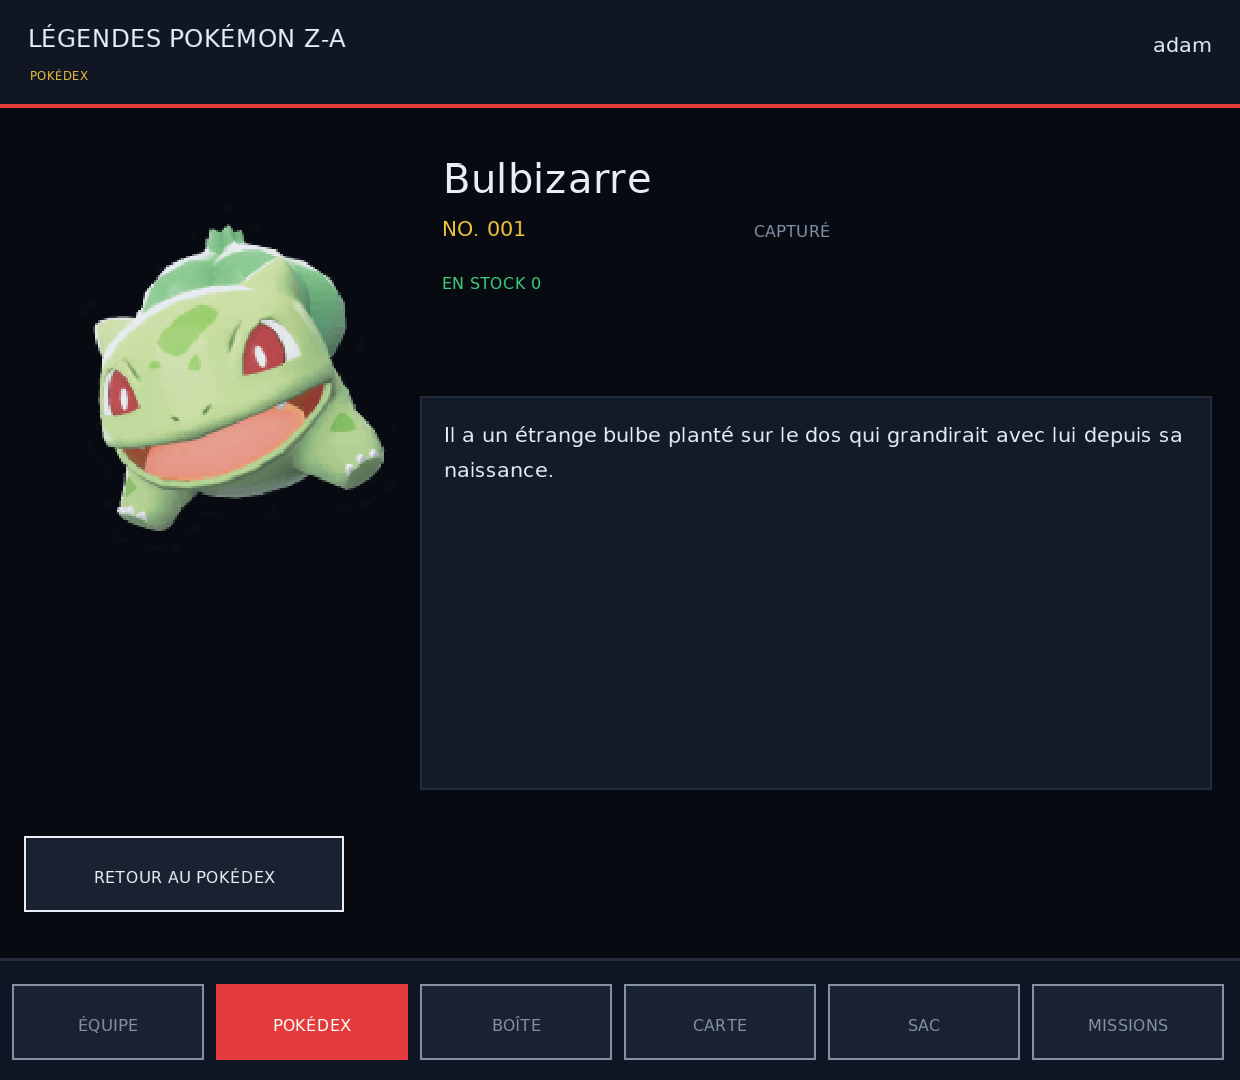 LÉGENDES POKÉMON Z-A
adam
POKÉDEX
Bulbizarre
NO. 001
CAPTURÉ
EN STOCK 0
Il a un étrange bulbe planté sur le dos qui grandirait avec lui depuis sa
naissance.
RETOUR AU POKÉDEX
ÉQUIPE
POKÉDEX
BOÎTE
CARTE
SAC
MISSIONS